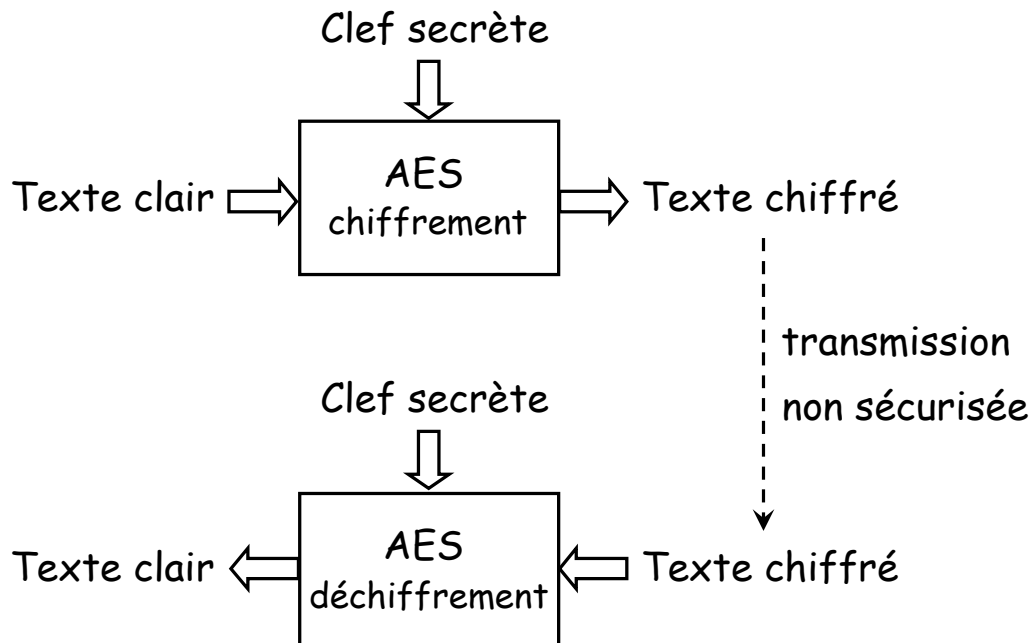 Clef secrète
Texte clair
AES
chiffrement
Texte chiffré
transmission
non sécurisée
Clef secrète
Texte clair
AES
déchiffrement
Texte chiffré